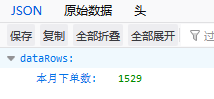 JSON 原始数据 头
保存 复制 全部折叠 全部展开
dataRows:
本月下单数: 1529